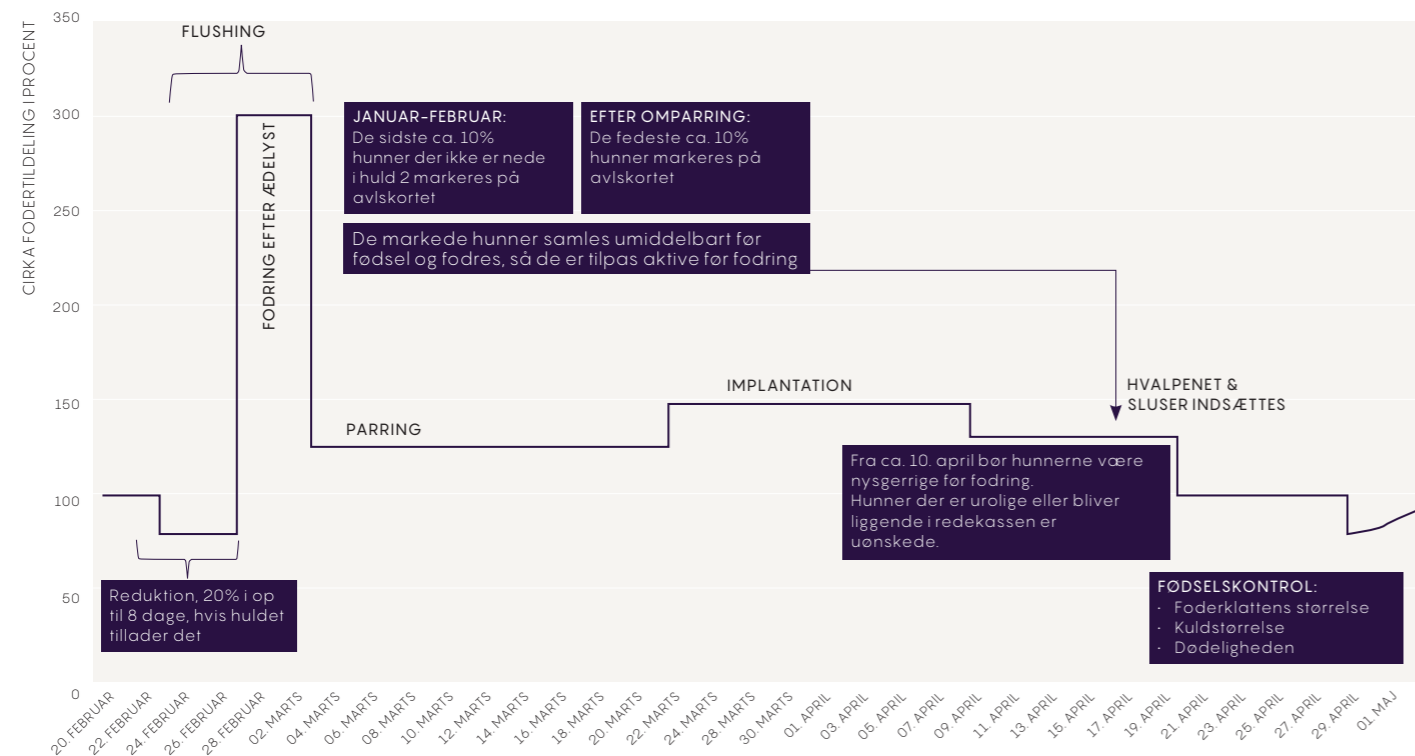 CIRKA FODERTILDELING I PROCENT
350
300
250
200
150
100
50
0
FLUSHING
FODRING EFTER ÆDELYST
JANUAR-FEBRUAR:
De sidste ca. 10%
hunner der ikke er nede
i huld 2 markeres på
avlskortet
EFTER OMPARRING:
De fedeste ca. 10%
hunner markeres på
avlskortet
De markede hunner samles umiddelbart før
fødsel og fodres, så de er tilpas aktive før fodring
PARRING
IMPLANTATION
HVALPENET &
SLUSER INDSÆTTES
Fra ca. 10. april bør hunnerne være
nysgerrige før fodring.
Hunner der er urolige eller bliver
liggende i redekassen er
uønskede.
Reduktion, 20% i op
til 8 dage, hvis huldet
tillader det
FØDSELSKONTROL:
· Foderklattens størrelse
· Kuldstørrelse
· Dødeligheden
20. FEBRUAR
22. FEBRUAR
24. FEBRUAR
26. FEBRUAR
28. FEBRUAR
02. MARTS
04. MARTS
06. MARTS
08. MARTS
10. MARTS
12. MARTS
14. MARTS
16. MARTS
18. MARTS
20. MARTS
22. MARTS
24. MARTS
28. MARTS
30. MARTS
01. APRIL
03. APRIL
05. APRIL
07. APRIL
09. APRIL
11. APRIL
13. APRIL
15. APRIL
17. APRIL
19. APRIL
21. APRIL
23. APRIL
25. APRIL
27. APRIL
29. APRIL
01. MAJ